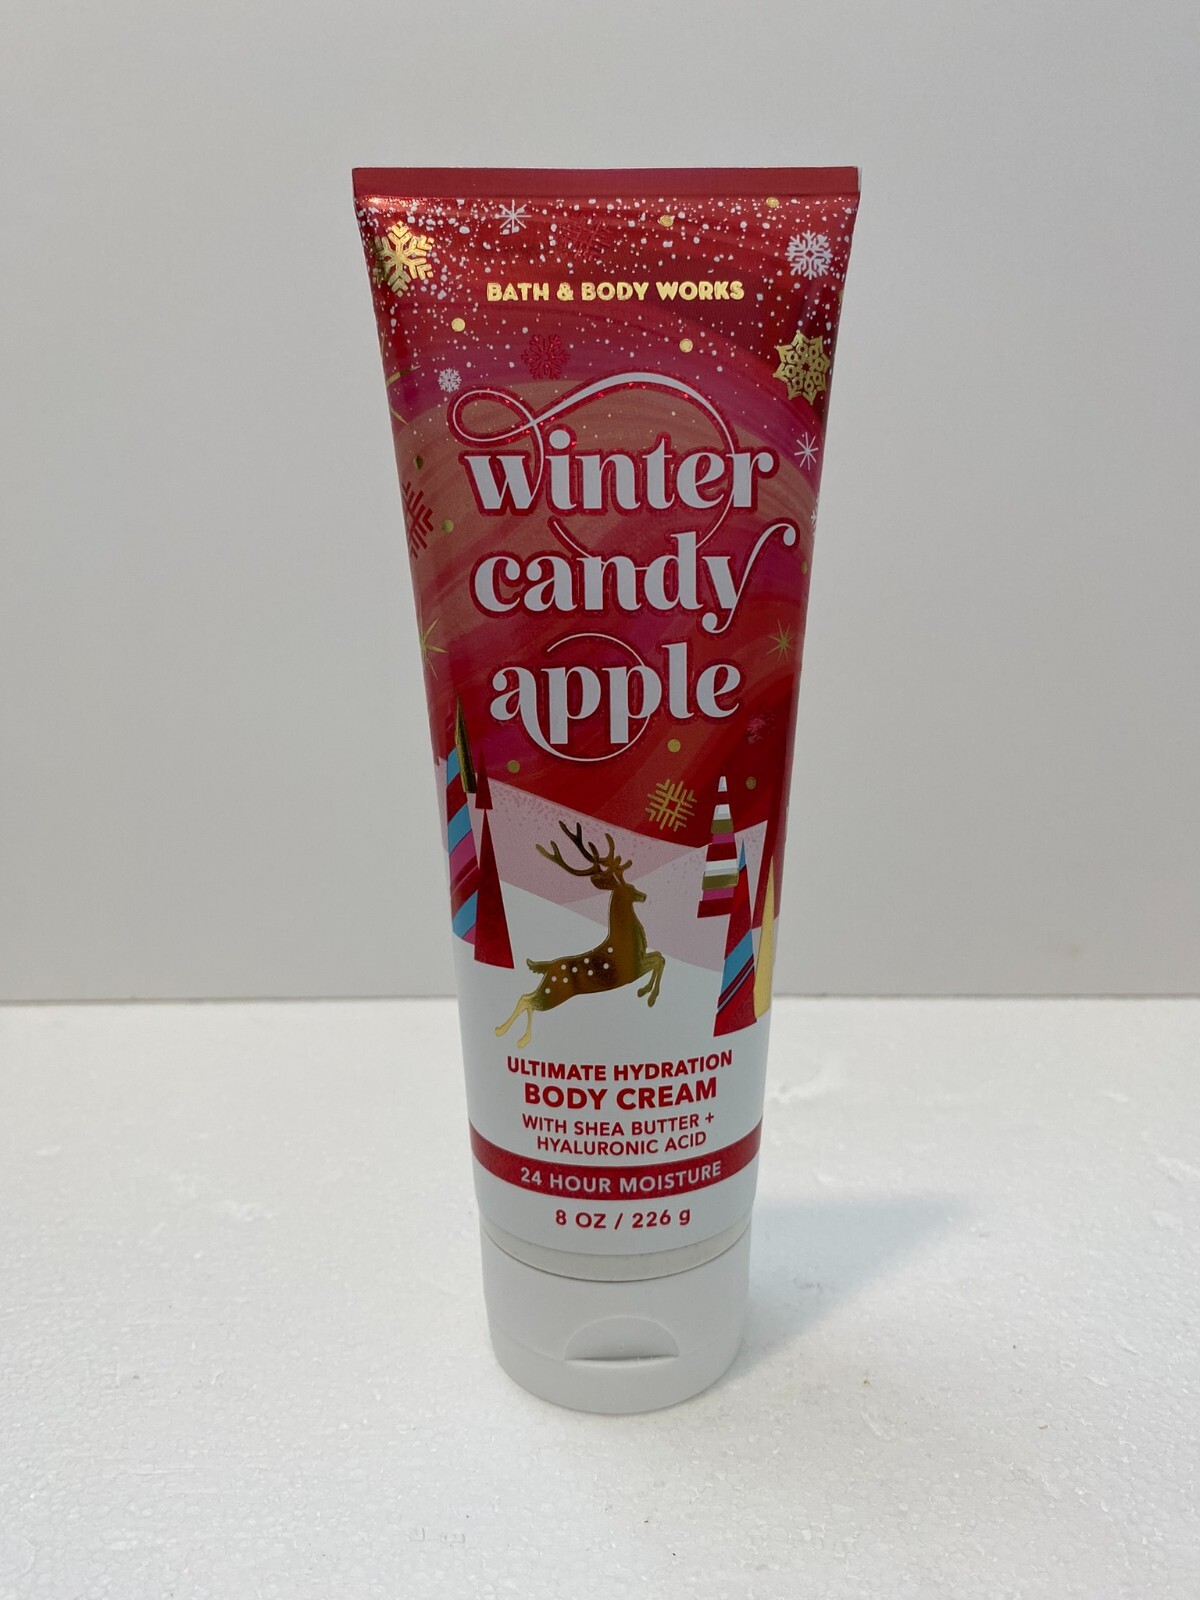 BATH & BODY WORKS
winter
candy
apple
ULTIMATE HYDRATION
BODY CREAM
WITH SHEA BUTTER +
HYALURONIC ACID
24 HOUR MOISTURE
8 OZ / 226 g